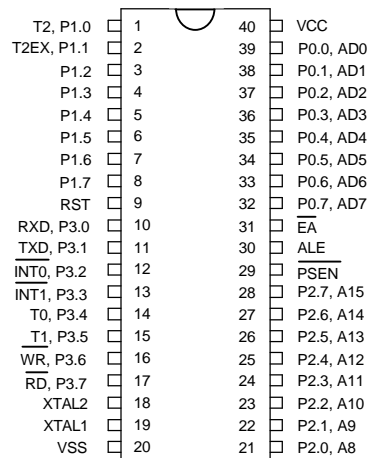 T2, P1.0 1 40 VCC
T2EX, P1.1 2 39 P0.0, AD0
P1.2 3 38 P0.1, AD1
P1.3 4 37 P0.2, AD2
P1.4 5 36 P0.3, AD3
P1.5 6 35 P0.4, AD4
P1.6 7 34 P0.5, AD5
P1.7 8 33 P0.6, AD6
RST 9 32 P0.7, AD7
RXD, P3.0 10 31 EA
TXD, P3.1 11 30 ALE
INT0, P3.2 12 29 PSEN
INT1, P3.3 13 28 P2.7, A15
T0, P3.4 14 27 P2.6, A14
T1, P3.5 15 26 P2.5, A13
WR, P3.6 16 25 P2.4, A12
RD, P3.7 17 24 P2.3, A11
XTAL2 18 23 P2.2, A10
XTAL1 19 22 P2.1, A9
VSS 20 21 P2.0, A8